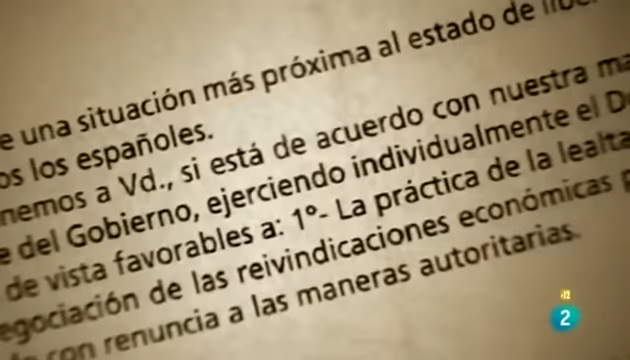 e una situación más próxima al estado de
os los españoles.
nemos a Vd., si está de acuerdo con nuestra
e del Gobierno, ejerciendo individualmente el
de vista favorables a: 1°- La práctica de la
egociación de las reivindicaciones económicas
con renuncia a las maneras autoritarias.
2